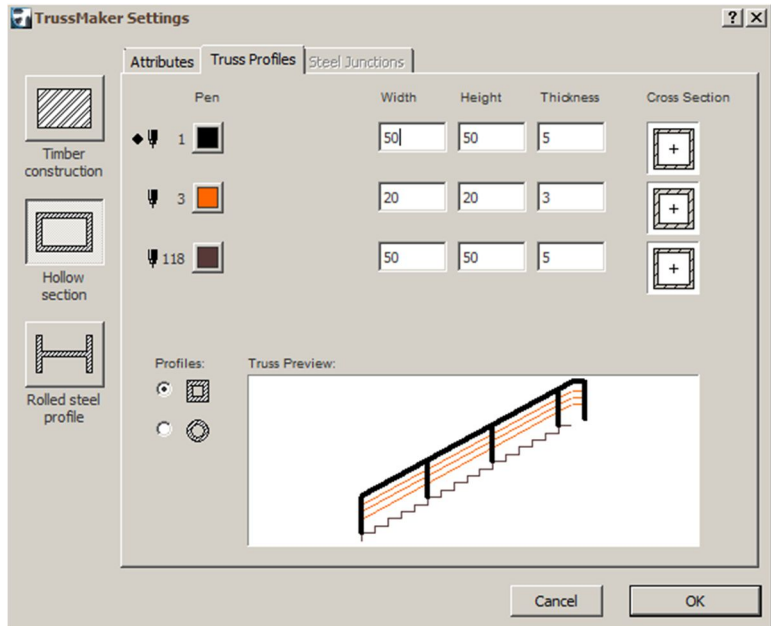 TrussMaker Settings
Attributes Truss Profiles Steel Junctions
Pen Width Height Thickness Cross Section
1 50 50 5
3 20 20 3
118 50 50 5
Timber
construction
Hollow
section
Rolled steel
profile
Profiles: Truss Preview:
Cancel OK